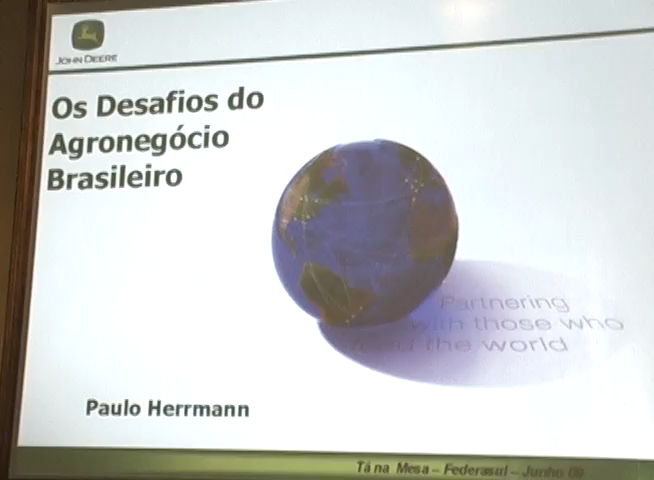 JOHN DEERE
Os Desafios do
Agronegócio
Brasileiro
Partnering
with those who
the world
Paulo Herrmann
Tá na Mesa – Federasul – Junho